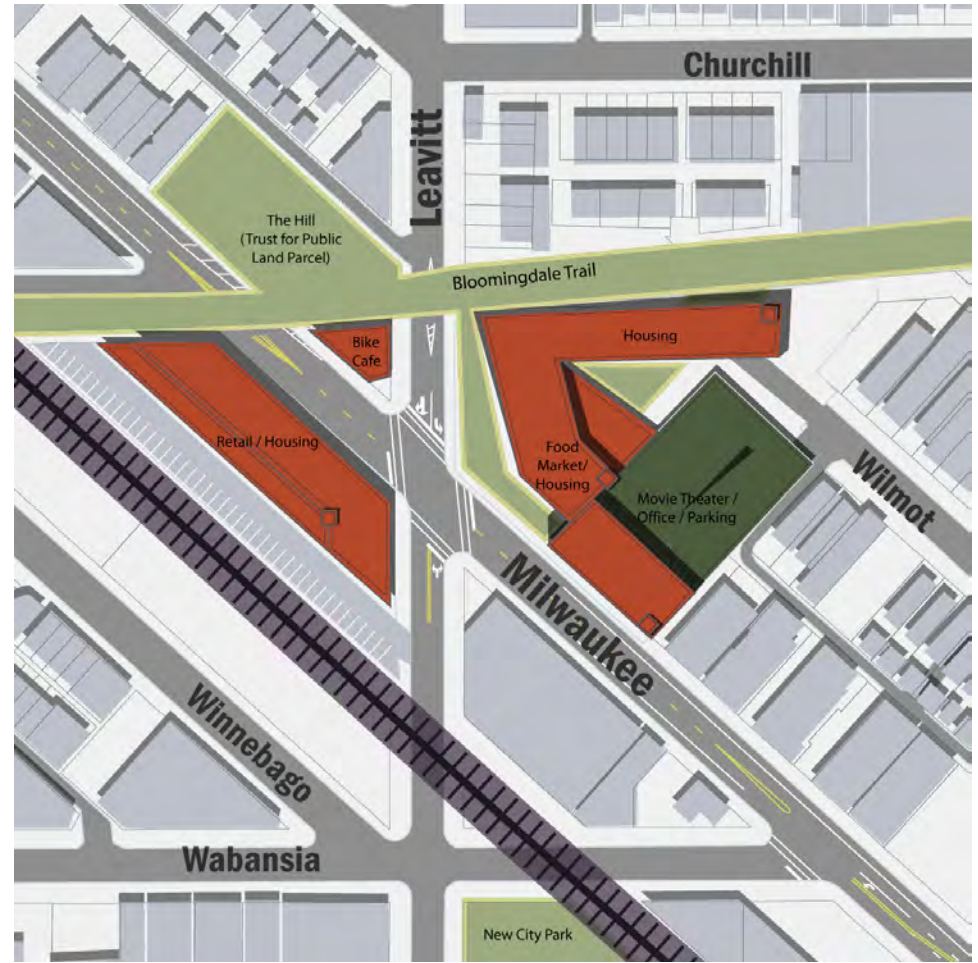 Churchill
Leavitt
The Hill
(Trust for Public
Land Parcel)
Bloomingdale Trail
Bike
Cafe
Housing
Retail / Housing
Food
Market/
Housing
Movie Theater /
Office / Parking
Wilmot
Milwaukee
Winnebago
Wabansia
New City Park